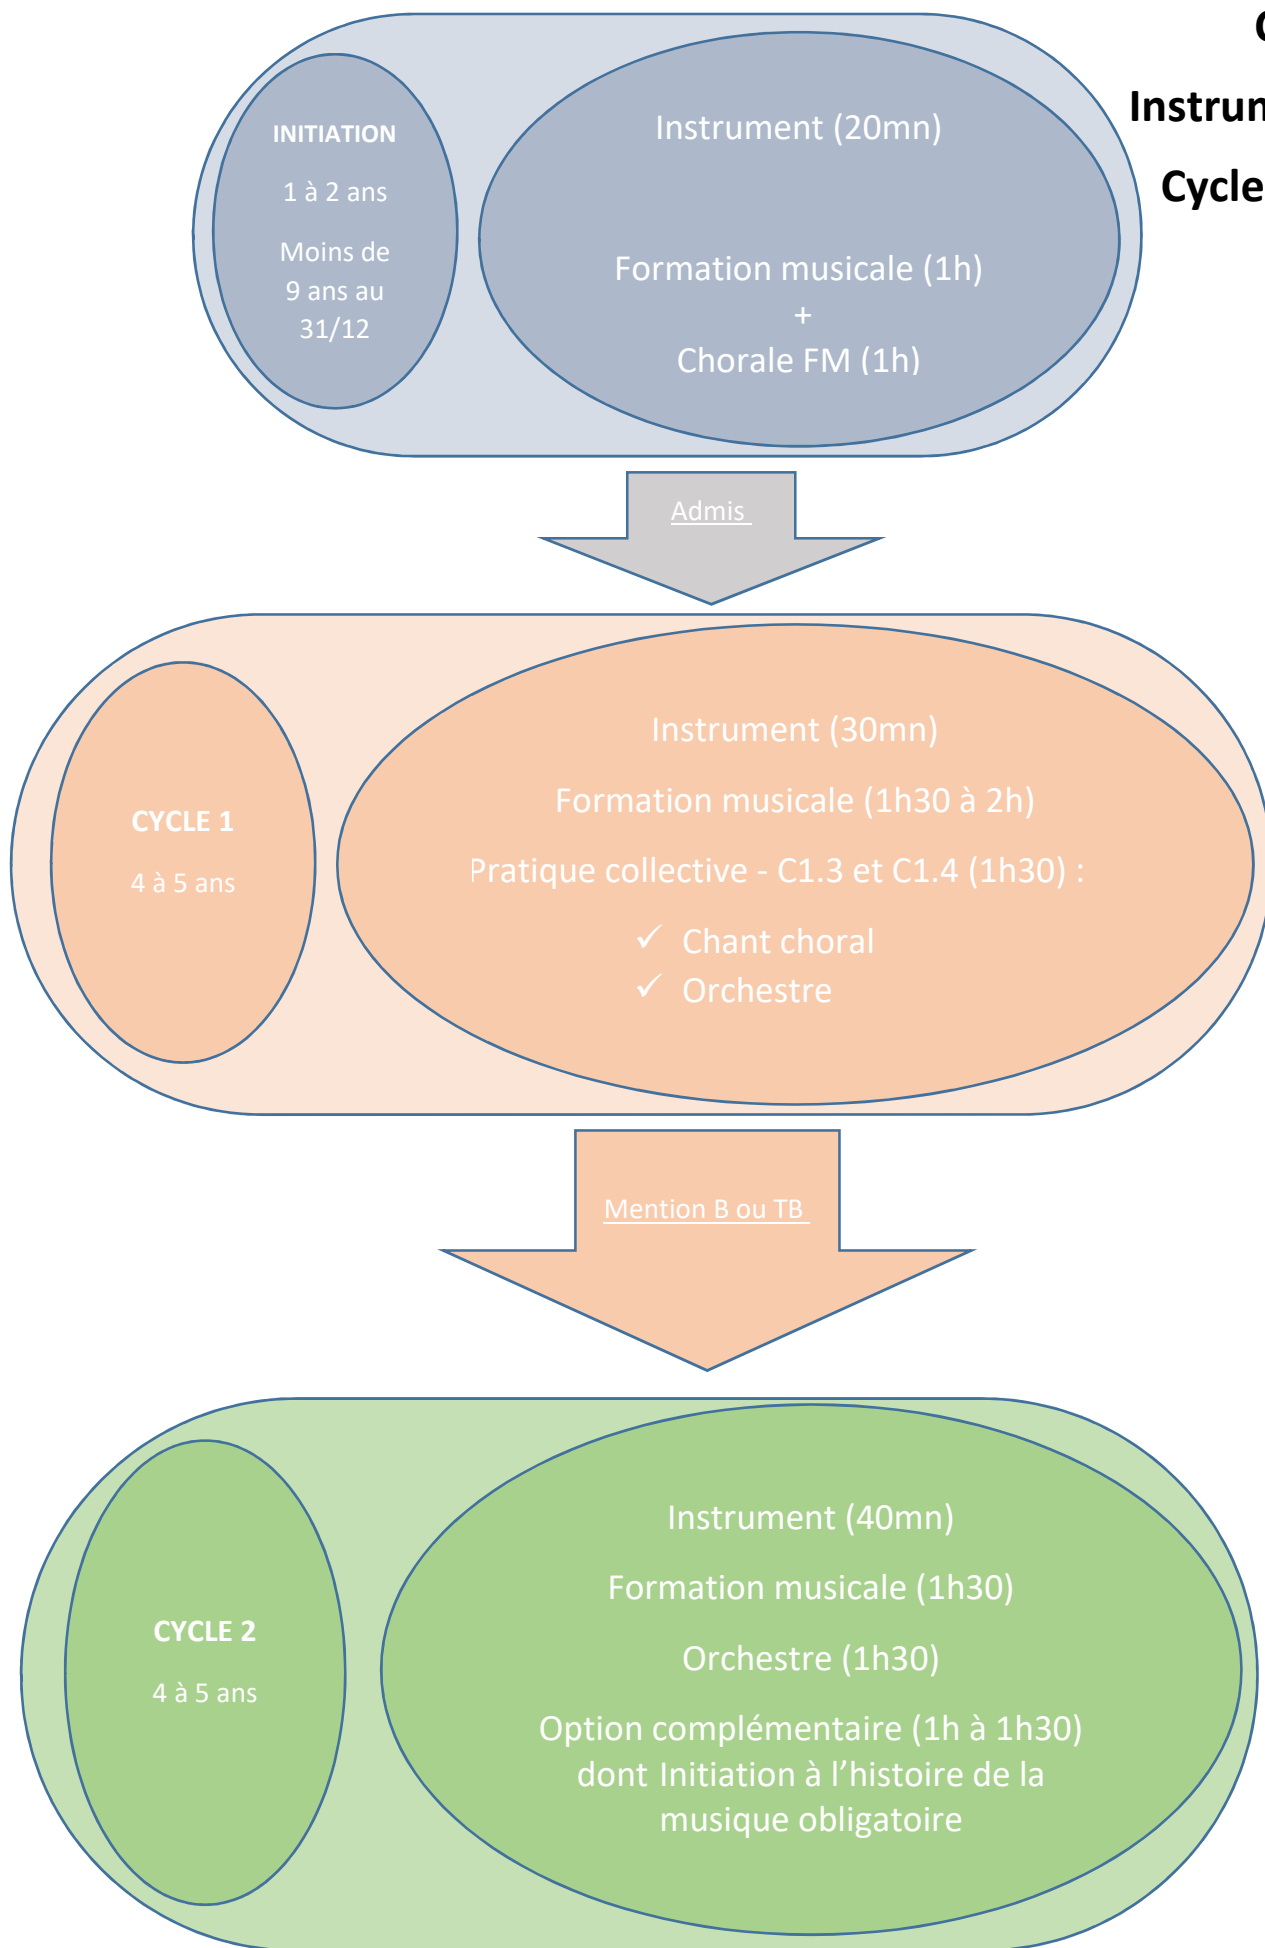 INITIATION
1 à 2 ans
Moins de
9 ans au
31/12
Instrument (20mn)
Formation musicale (1h)
+
Chorale FM (1h)
Cycle
Admis
CYCLE 1
4 à 5 ans
Instrument (30mn)
Formation musicale (1h30 à 2h)
Pratique collective - C1.3 et C1.4 (1h30) :
✓ Chant choral
✓ Orchestre
Mention B ou TB
CYCLE 2
4 à 5 ans
Instrument (40mn)
Formation musicale (1h30)
Orchestre (1h30)
Option complémentaire (1h à 1h30)
dont Initiation à l’histoire de la
musique obligatoire